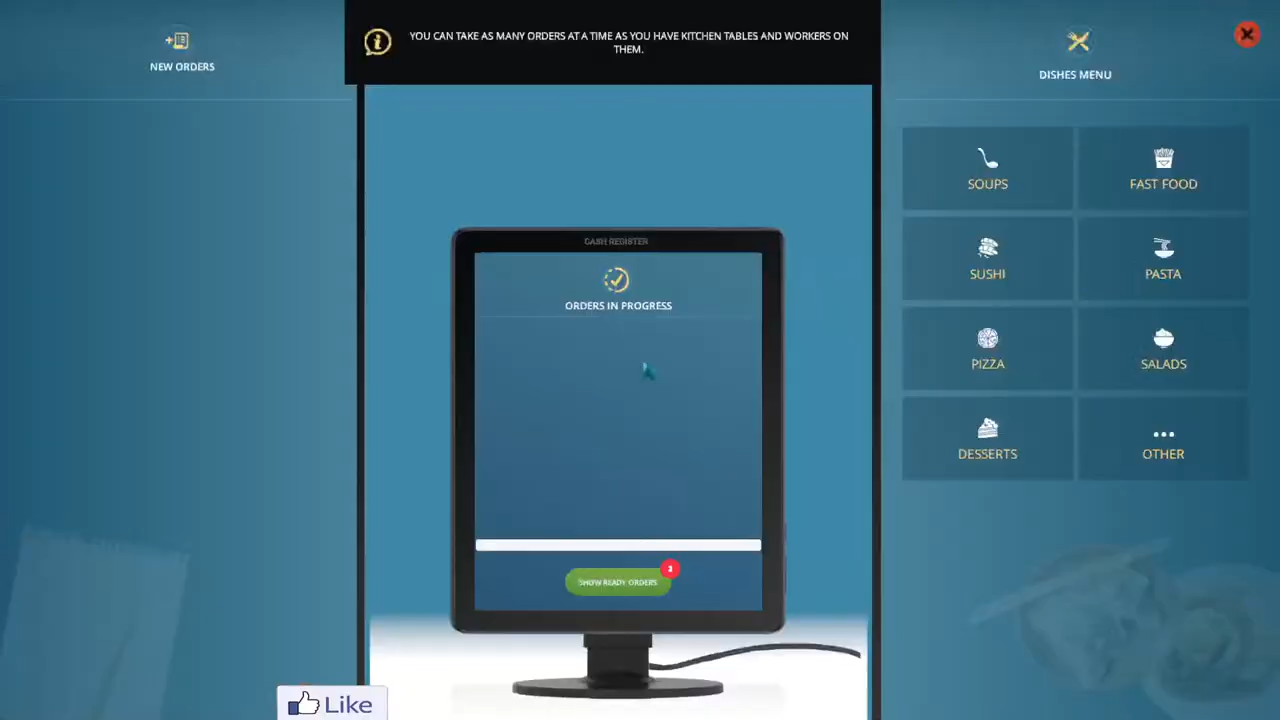 NEW ORDERS
YOU CAN TAKE AS MANY ORDERS AT A TIME AS YOU HAVE KITCHEN TABLES AND WORKERS ON
THEM.
DISHES MENU
SOUPS
FAST FOOD
SUSHI
PASTA
PIZZA
SALADS
DESSERTS
OTHER
CASH REGISTER
ORDERS IN PROGRESS
SHOW READY ORDERS
Like